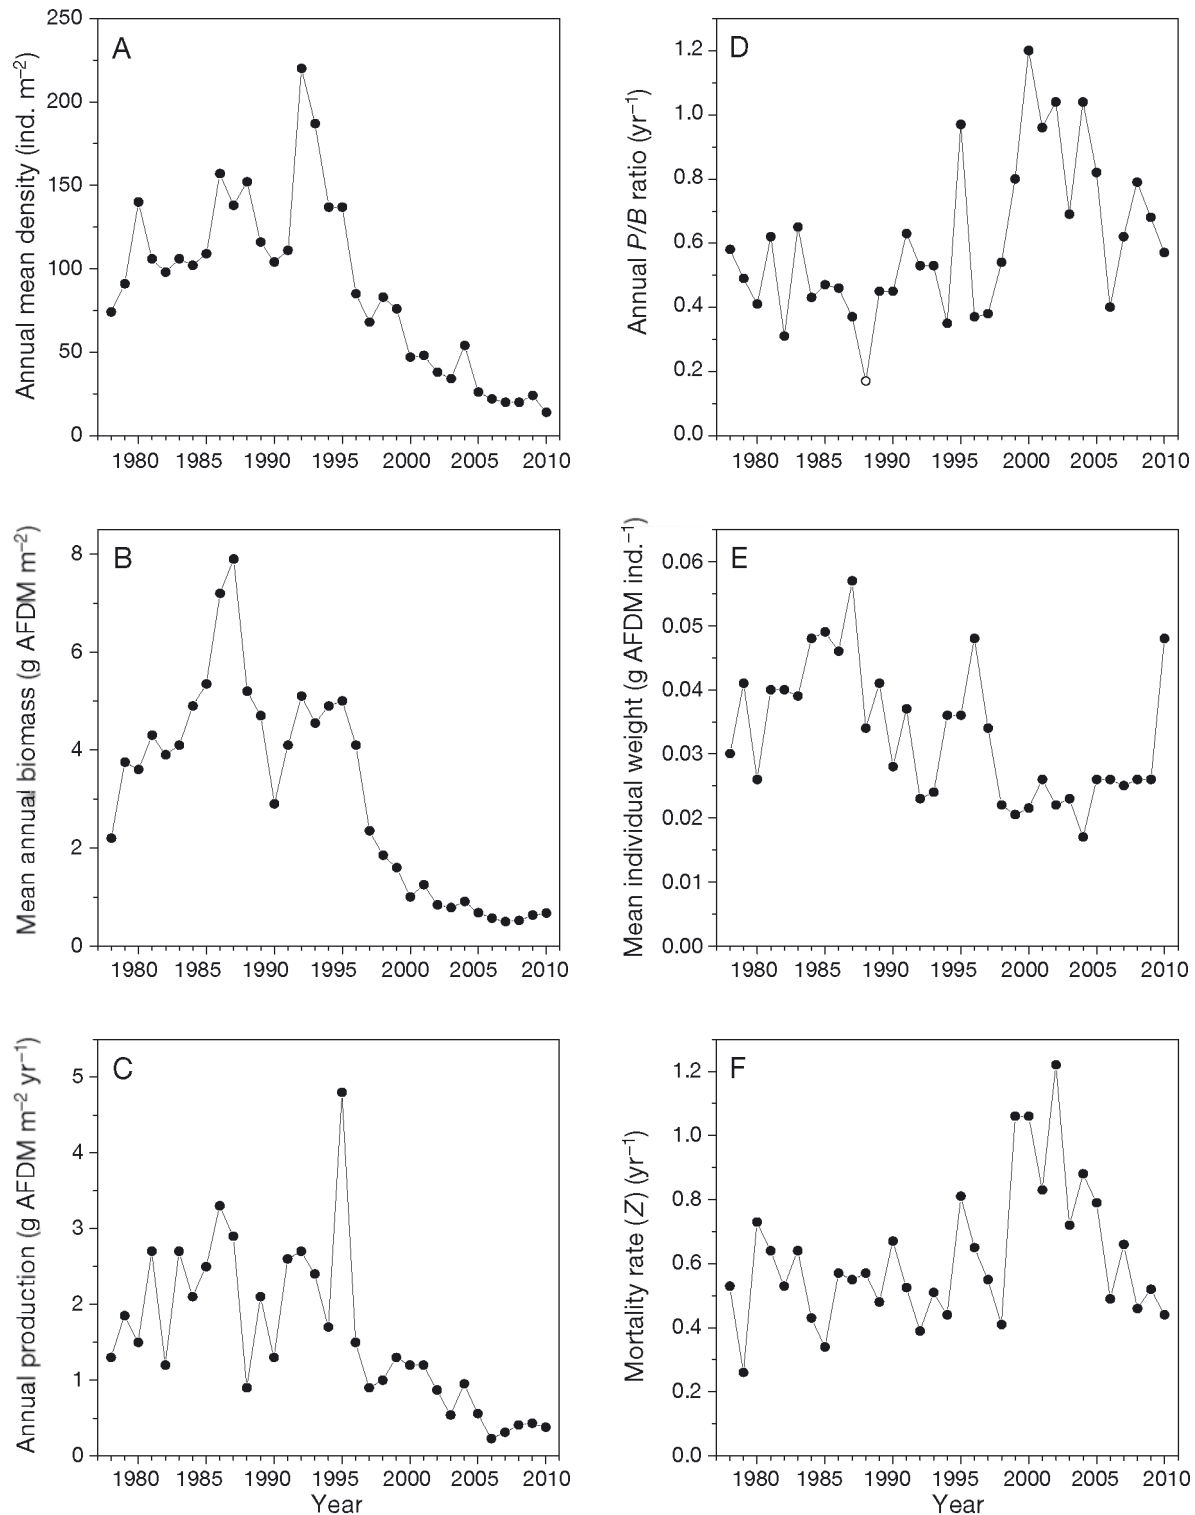 A
Annual mean density (ind. m⁻²)
250
200
150
100
50
0
1980 1985 1990 1995 2000 2005 2010
B
Mean annual biomass (g AFDM m⁻²)
8
6
4
2
0
1980 1985 1990 1995 2000 2005 2010
C
Annual production (g AFDM m⁻² yr⁻¹)
5
4
3
2
1
0
1980 1985 1990 1995 2000 2005 2010
Year
D
Annual P/B ratio (yr⁻¹)
1.2
1.0
0.8
0.6
0.4
0.2
0.0
1980 1985 1990 1995 2000 2005 2010
E
Mean individual weight (g AFDM ind.⁻¹)
0.06
0.05
0.04
0.03
0.02
0.01
0.00
1980 1985 1990 1995 2000 2005 2010
F
Mortality rate (Z) (yr⁻¹)
1.2
1.0
0.8
0.6
0.4
0.2
0.0
1980 1985 1990 1995 2000 2005 2010
Year